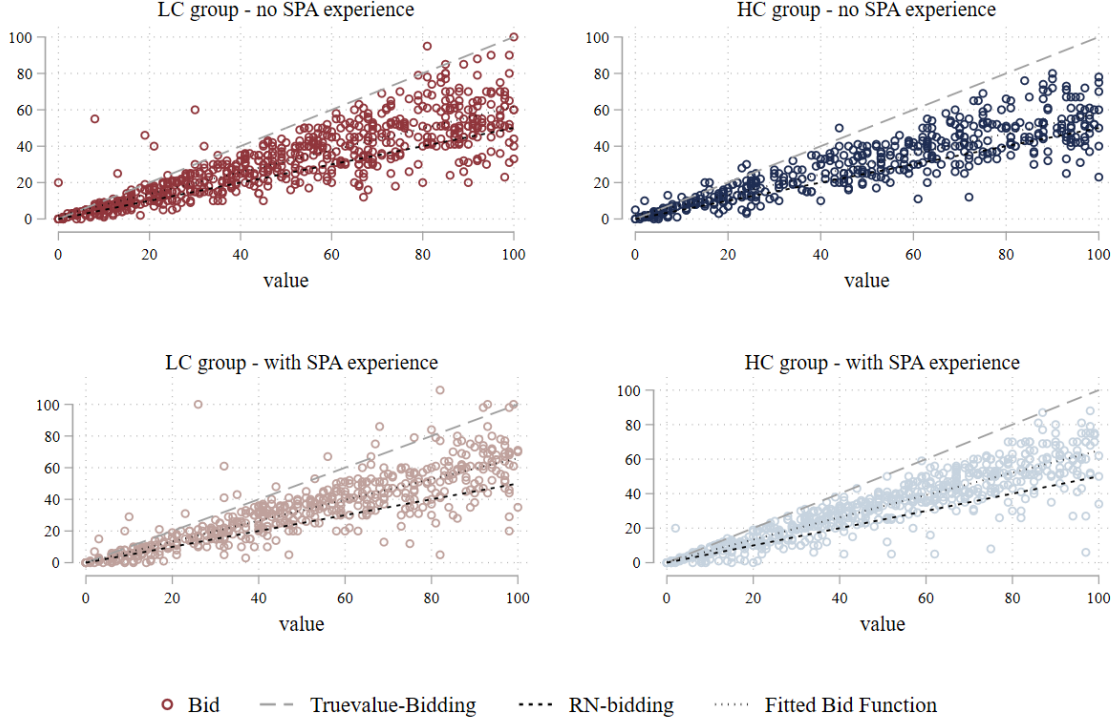 LC group - no SPA experience
100
80
60
40
20
0
0 20 40 60 80 100
value
HC group - no SPA experience
100
80
60
40
20
0
0 20 40 60 80 100
value
LC group - with SPA experience
100
80
60
40
20
0
0 20 40 60 80 100
value
HC group - with SPA experience
100
80
60
40
20
0
0 20 40 60 80 100
value
Bid Truevalue-Bidding RN-bidding Fitted Bid Function